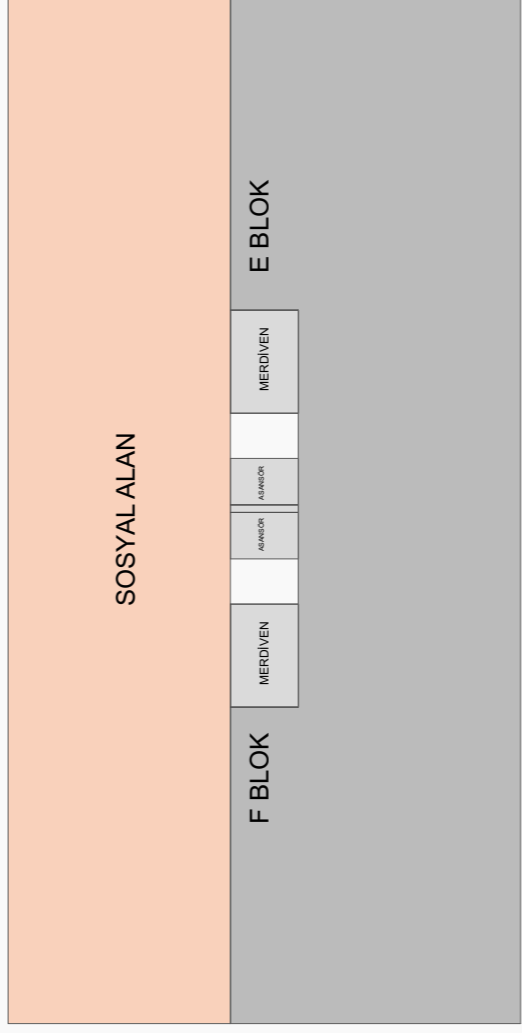 SOSYAL ALAN
E BLOK
MERDİVEN
ASANSÖR
ASANSÖR
MERDİVEN
F BLOK